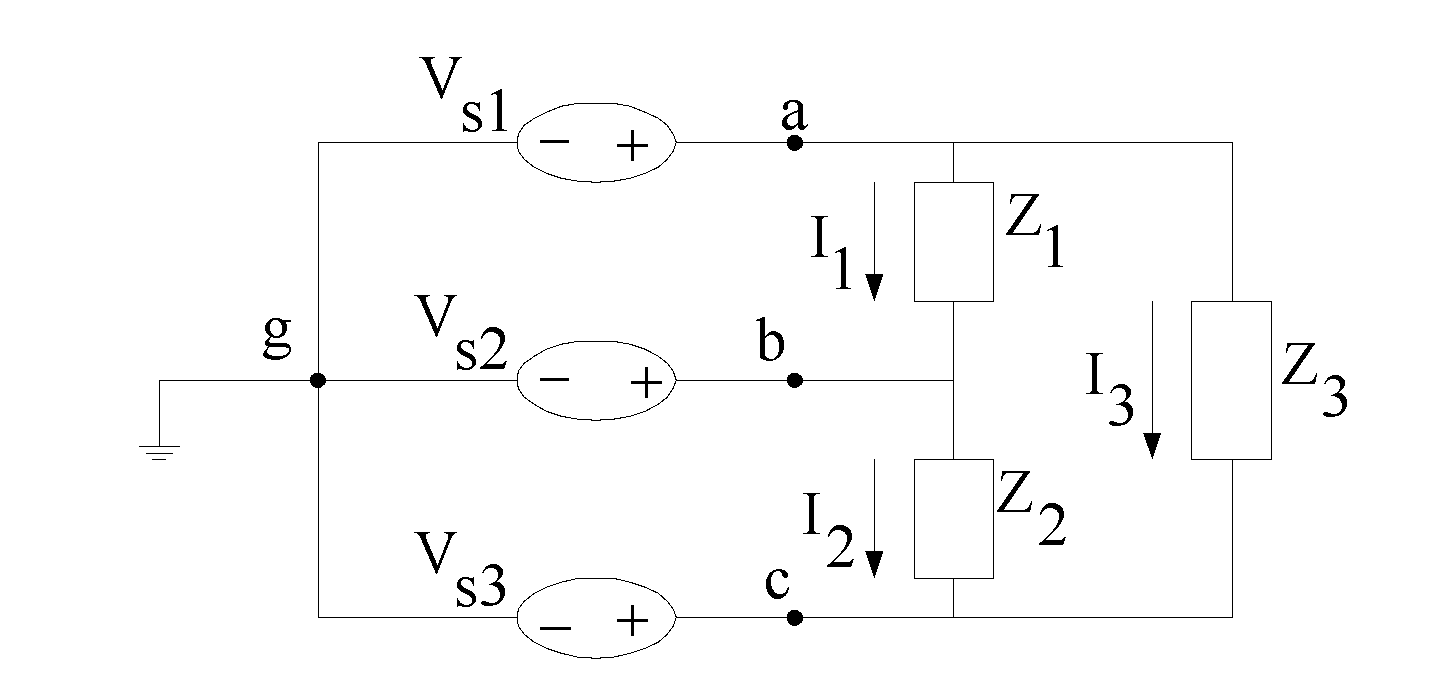 Vs1
− +
a
I1
Z1
g
Vs2
− +
b
I3
Z3
I2
Z2
Vs3
− +
c